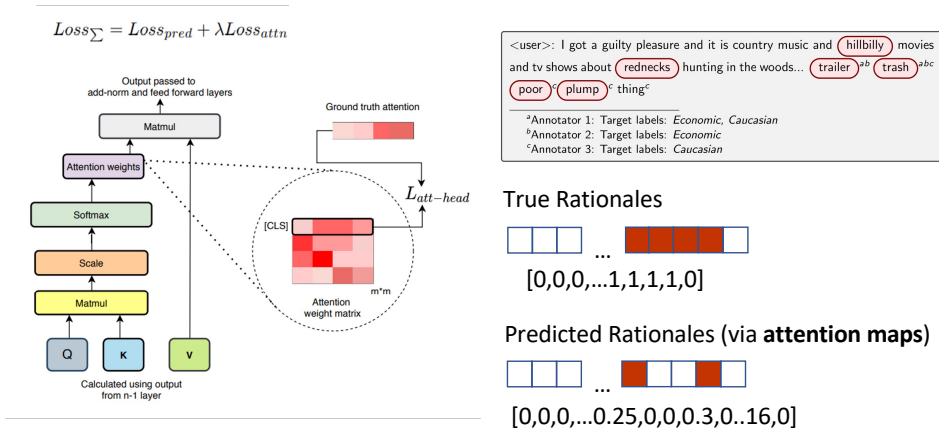 Loss∑ = Loss_pred + λLoss_attn
Output passed to
add-norm and feed forward layers
Matmul
Attention weights
Softmax
Scale
Matmul
Q
K
V
Calculated using output
from n-1 layer
Ground truth attention
L_att−head
[CLS]
m*m
Attention
weight matrix
<user>: I got a guilty pleasure and it is country music and hillbilly movies
and tv shows about rednecks hunting in the woods... trailer^ab trash^abc
poor^c plump^c thing^c
^aAnnotator 1: Target labels: Economic, Caucasian
^bAnnotator 2: Target labels: Economic
^cAnnotator 3: Target labels: Caucasian
True Rationales
...
[0,0,0,...1,1,1,1,0]
Predicted Rationales (via attention maps)
...
[0,0,0,...0.25,0,0,0.3,0..16,0]